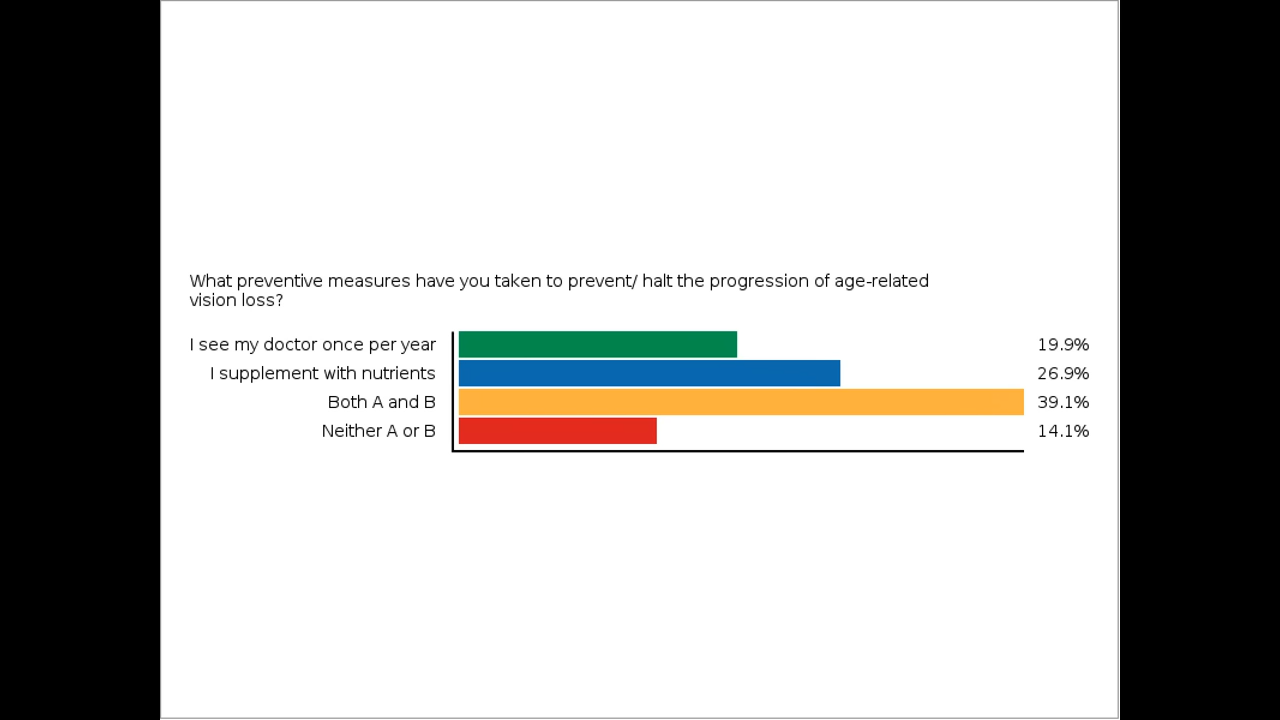 What preventive measures have you taken to prevent/ halt the progression of age-related
vision loss?
I see my doctor once per year 19.9%
I supplement with nutrients 26.9%
Both A and B 39.1%
Neither A or B 14.1%